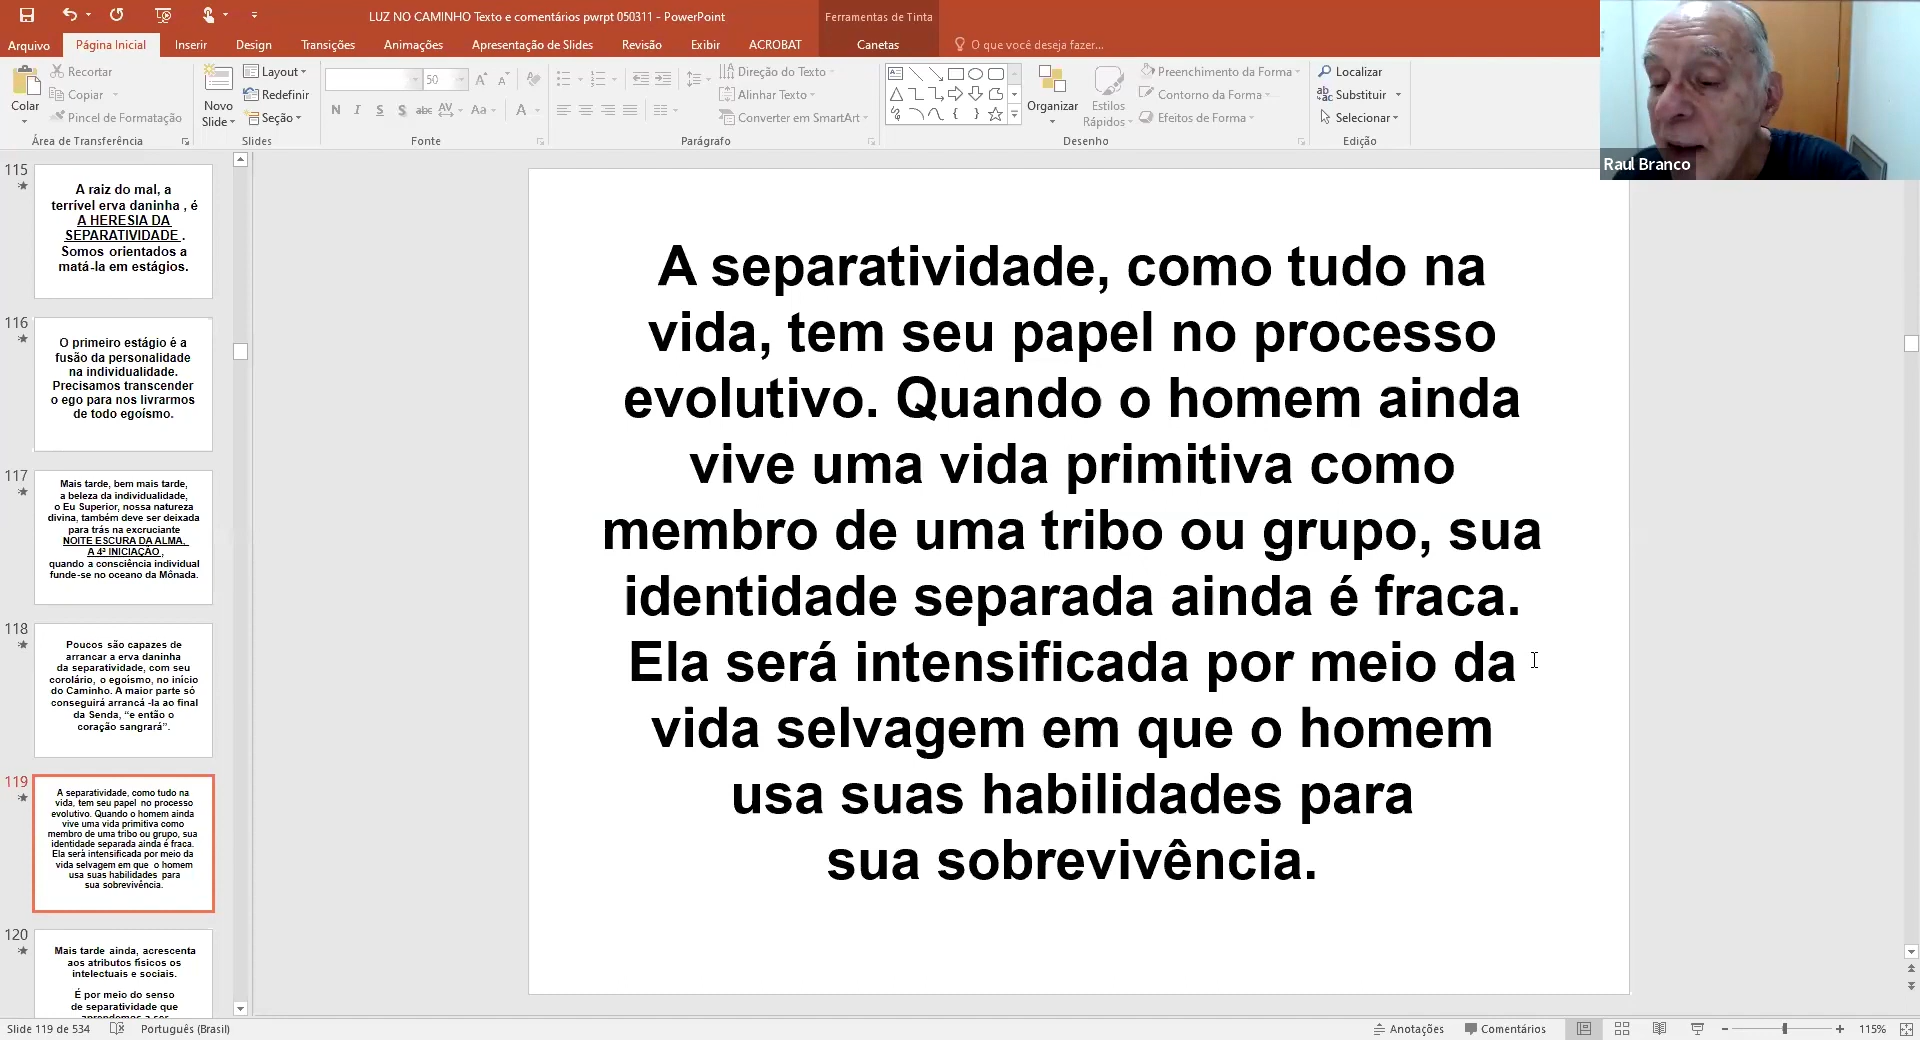 LUZ NO CAMINHO Texto e comentários pwrpt 050311 - PowerPoint
Ferramentas de Tinta
Arquivo
Página Inicial
Inserir
Design
Transições
Animações
Apresentação de Slides
Revisão
Exibir
ACROBAT
Canetas
O que você deseja fazer...
Colar
Recortar
Copiar
Pincel de Formatação
Área de Transferência
Novo
Slide
Layout
Redefinir
Seção
Slides
50
N I S S abc AV Aa A
Fonte
Direção do Texto
Alinhar Texto
Converter em SmartArt
Parágrafo
Organizar
Estilos
Rápidos
Preenchimento da Forma
Contorno da Forma
Efeitos de Forma
Desenho
Localizar
Substituir
Selecionar
Edição
Raul Branco
115
A raiz do mal, a
terrível erva daninha , é
A HERESIA DA
SEPARATIVIDADE .
Somos orientados a
matá-la em estágios.
116
O primeiro estágio é a
fusão da personalidade
na individualidade.
Precisamos transcender
o ego para nos livrarmos
de todo egoísmo.
117
Mais tarde, bem mais tarde,
a beleza da individualidade,
o Eu Superior, nossa natureza
divina, também deve ser deixada
para trás na excruciante
NOITE ESCURA DA ALMA.
A 4ª INICIAÇÃO ,
quando a consciência individual
funde-se no oceano da Mônada.
118
Poucos são capazes de
arrancar a erva daninha
da separatividade, com seu
corolário, o egoísmo, no início
do Caminho. A maior parte só
conseguirá arrancá -la ao final
da Senda, “e então o
coração sangrará”.
119
A separatividade, como tudo na
vida, tem seu papel no processo
evolutivo. Quando o homem ainda
vive uma vida primitiva como
membro de uma tribo ou grupo, sua
identidade separada ainda é fraca.
Ela será intensificada por meio da
vida selvagem em que o homem
usa suas habilidades para
sua sobrevivência.
120
Mais tarde ainda, acrescenta
aos atributos físicos os
intelectuais e sociais.
É por meio do senso
de separatividade que
A separatividade, como tudo na
vida, tem seu papel no processo
evolutivo. Quando o homem ainda
vive uma vida primitiva como
membro de uma tribo ou grupo, sua
identidade separada ainda é fraca.
Ela será intensificada por meio da
vida selvagem em que o homem
usa suas habilidades para
sua sobrevivência.
Slide 119 de 534
Português (Brasil)
Anotações
Comentários
115%